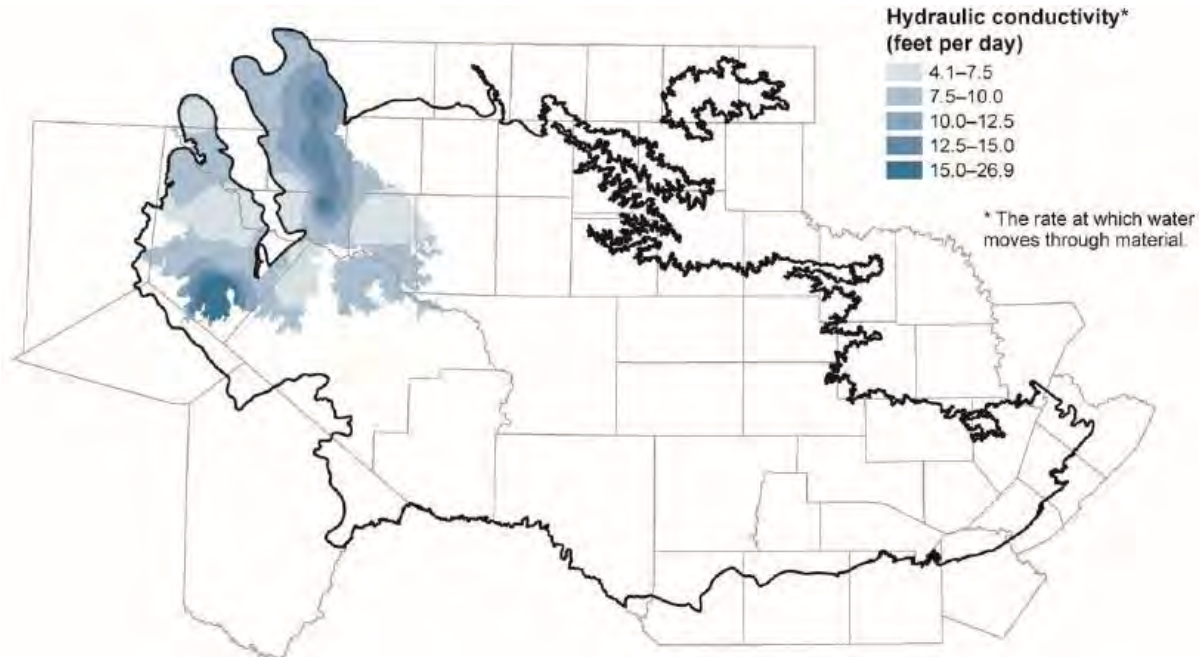 Hydraulic conductivity*
(feet per day)
4.1–7.5
7.5–10.0
10.0–12.5
12.5–15.0
15.0–26.9
* The rate at which water
moves through material.